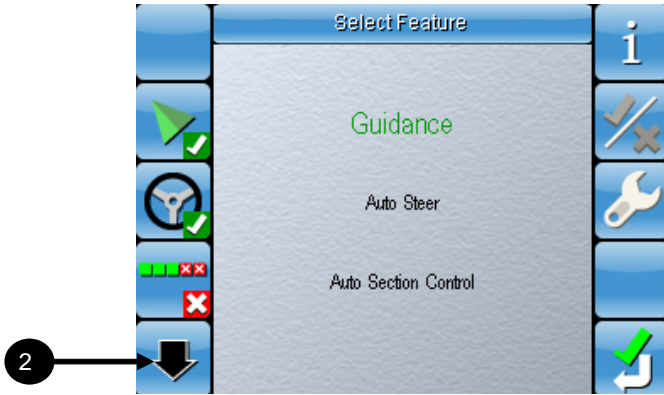 Select Feature
Guidance
Auto Steer
Auto Section Control
2